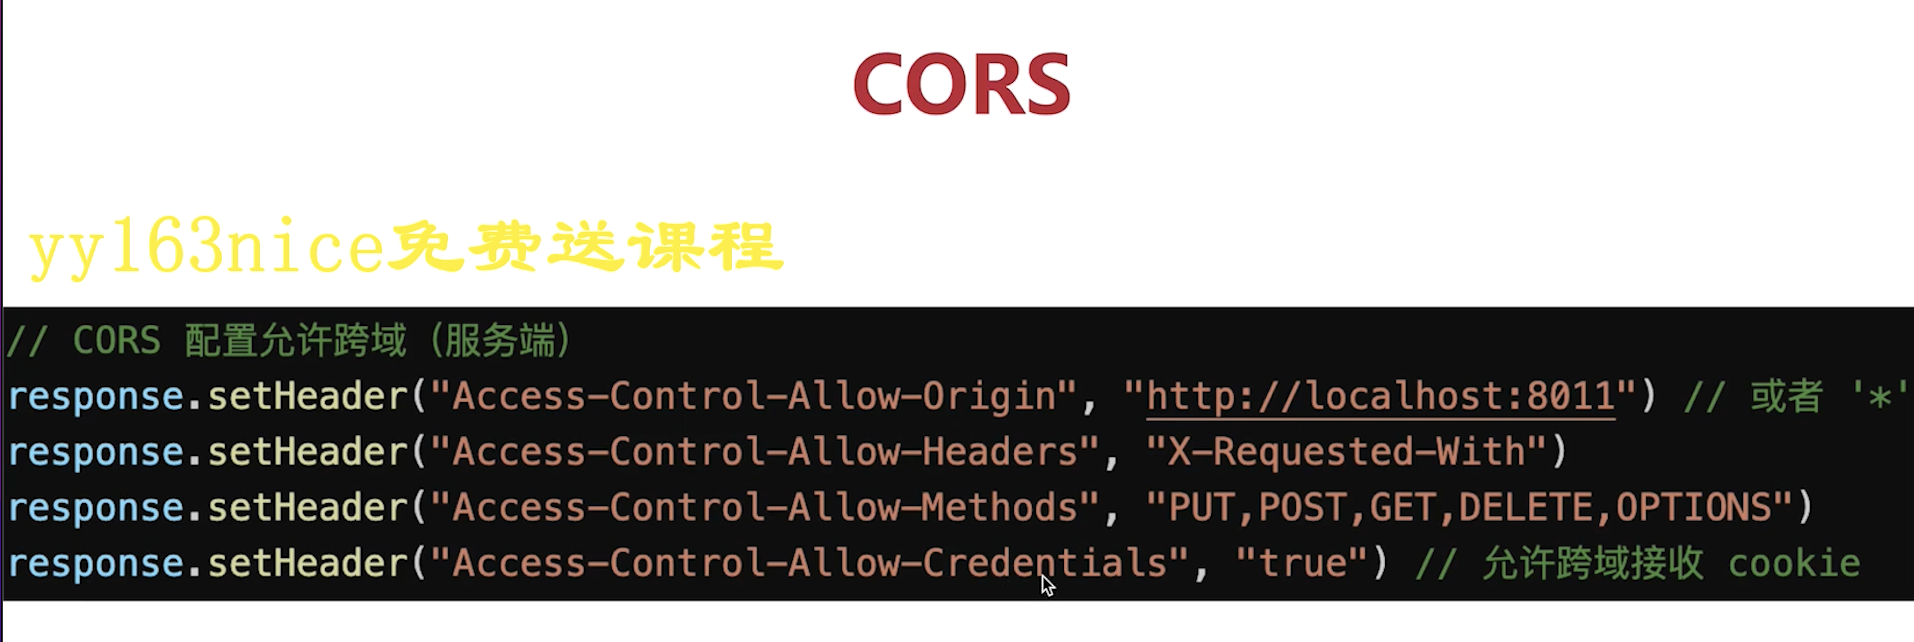 CORS
yy163nice免费送课程
// CORS 配置允许跨域（服务端）
response.setHeader("Access-Control-Allow-Origin", "http://localhost:8011") // 或者 '*'
response.setHeader("Access-Control-Allow-Headers", "X-Requested-With")
response.setHeader("Access-Control-Allow-Methods", "PUT,POST,GET,DELETE,OPTIONS")
response.setHeader("Access-Control-Allow-Credentials", "true") // 允许跨域接收 cookie